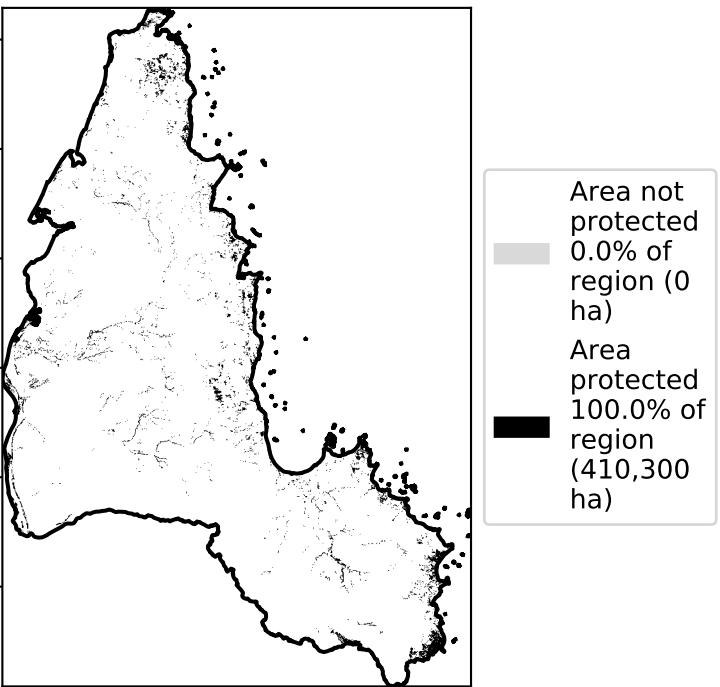 Area not
protected
0.0% of
region (0
ha)
Area
protected
100.0% of
region
(410,300
ha)